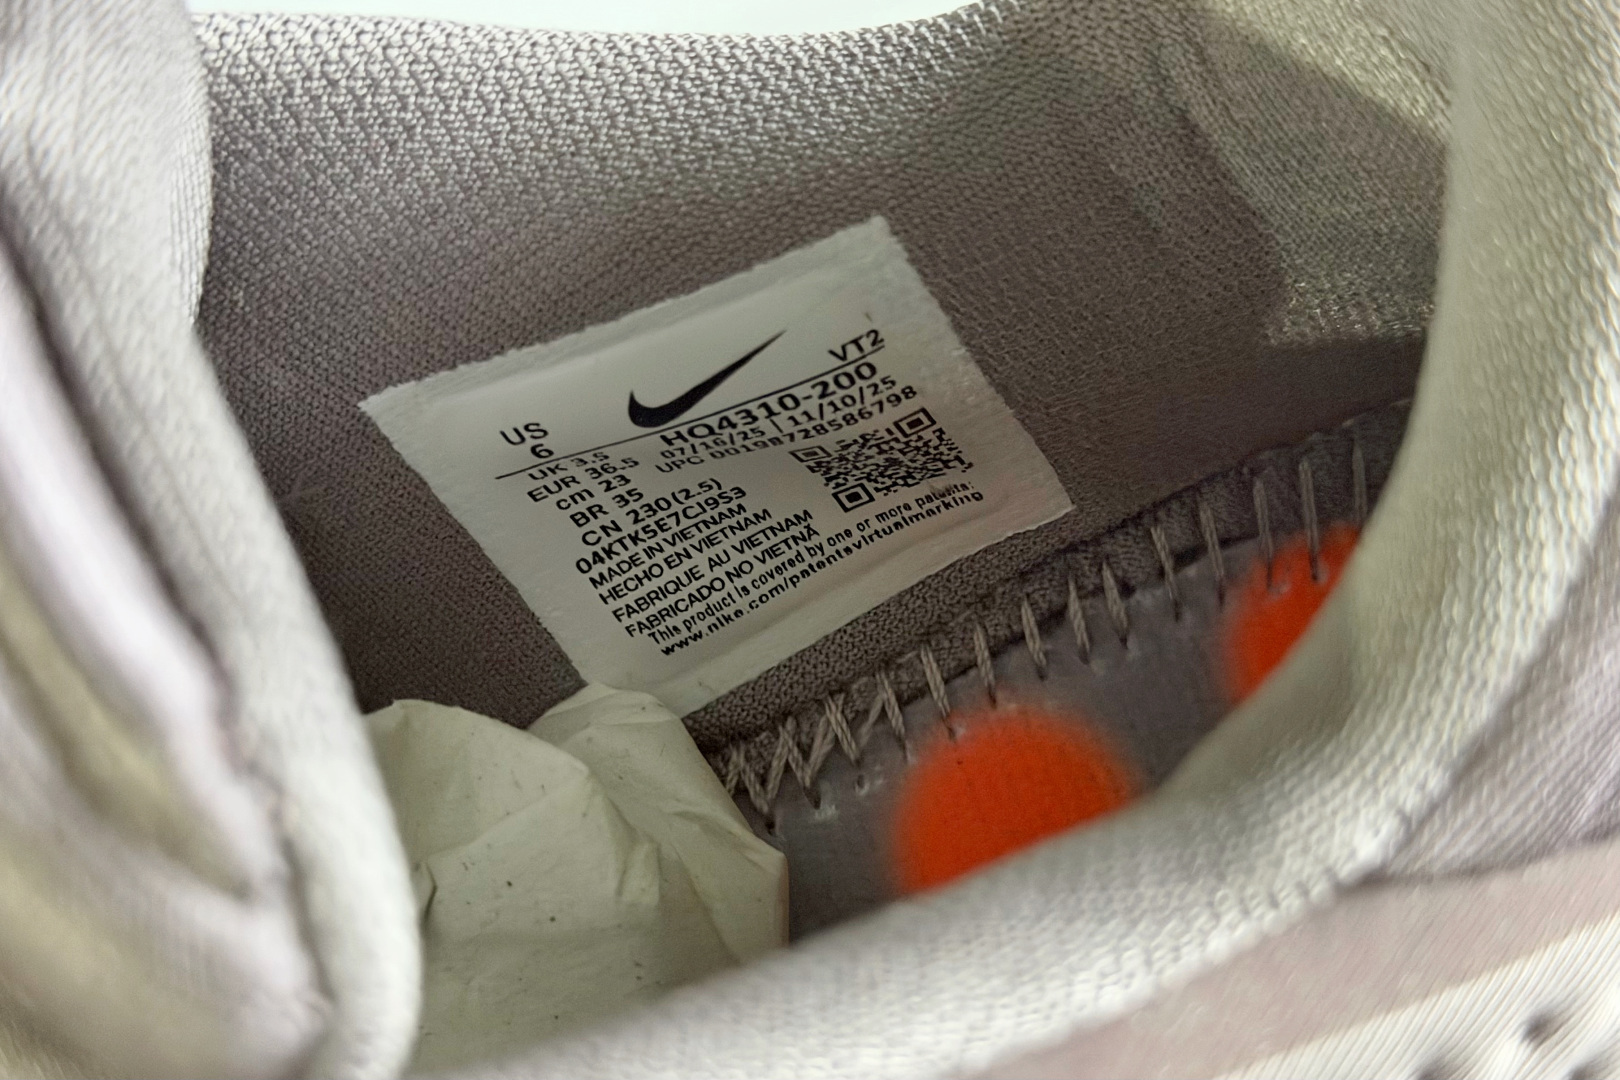 US
6
UK 3.5
EUR 36.5
cm 23
BR 35
CN 230(2.5)
04KTK5E7CJ9S3
VT2
HQ4310-200
07/16/25 | 11/10/25
UPC 00198728586798
MADE IN VIETNAM
HECHO EN VIETNAM
FABRIQUE AU VIETNAM
FABRICADO NO VIETNÃ
This product is covered by one or more patents:
www.nike.com/patentsvirtualmarking